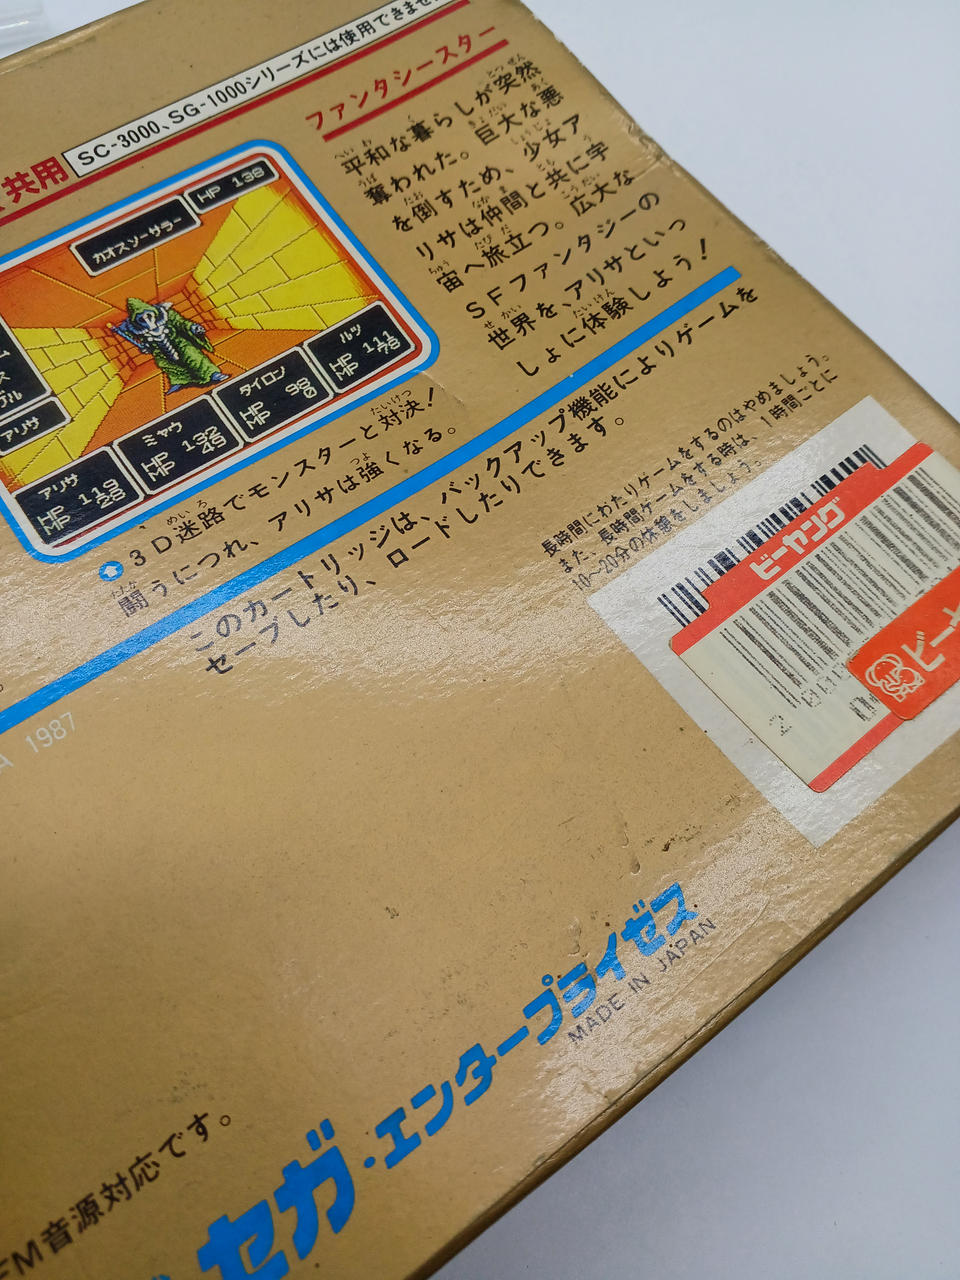 共用
SC-3000、SG-1000シリーズには使用できませ
ファンタシースター
平和な暮らしが突然
奪われた。巨大な悪
を倒すため、少女ア
リサは仲間と共に宇
宙へ旅立つ。広大な
SFファンタジーの
世界を、アリサといっ
しょに体験しよう!
カオスソーサラー
HP 138
アリサ
アリサ
HP 119
MP 28
ミャウ
HP 132
MP 45
タイロン
HP 98
MP 0
ルツ
HP 111
MP 78
3D迷路でモンスターと対決!
闘うにつれ、アリサは強くなる。
このカートリッジは、バックアップ機能によりゲームを
セーブしたり、ロードしたりできます。
長時間にわたりゲームをするのはやめましょう。
また、長時間ゲームをする時は、1時間ごとに
10〜20分の休憩をしましょう。
ビーヤング
ビー
1987
セガ・エンタープライゼス
MADE IN JAPAN
FM音源対応です。